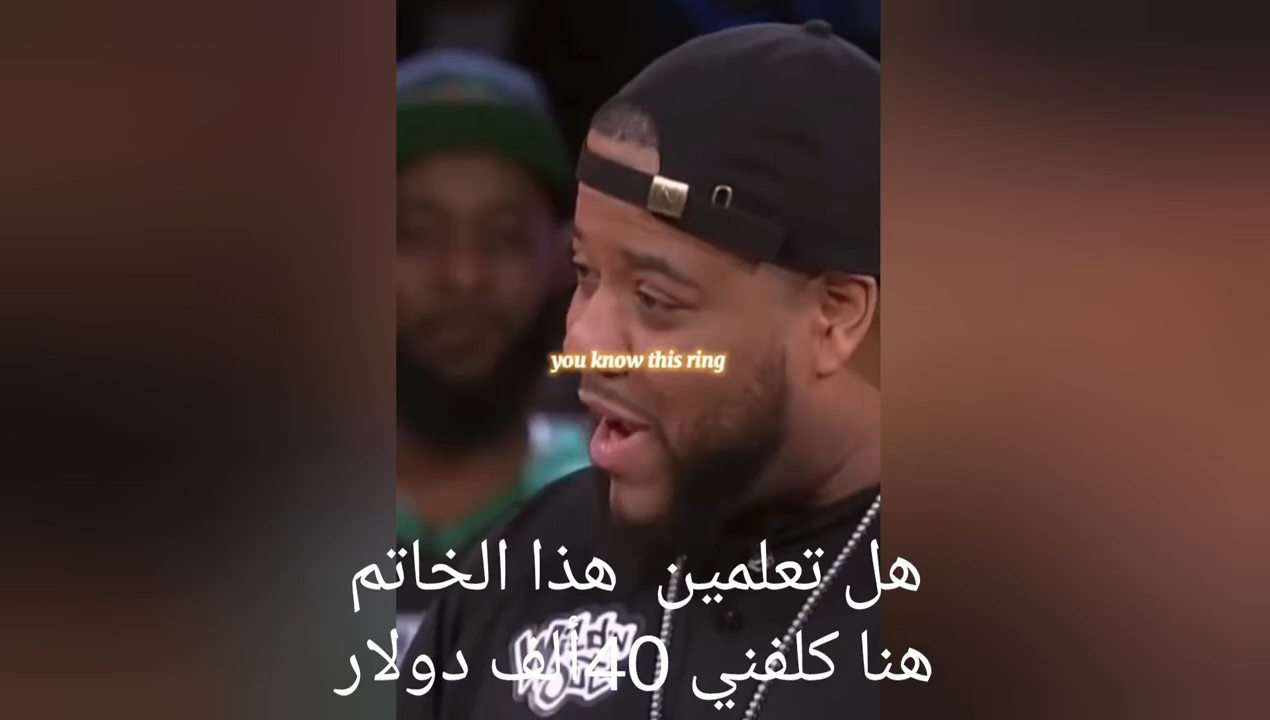 you know this ring
هل تعلمين هذا الخاتم
هنا كلفني 40ألف دولار